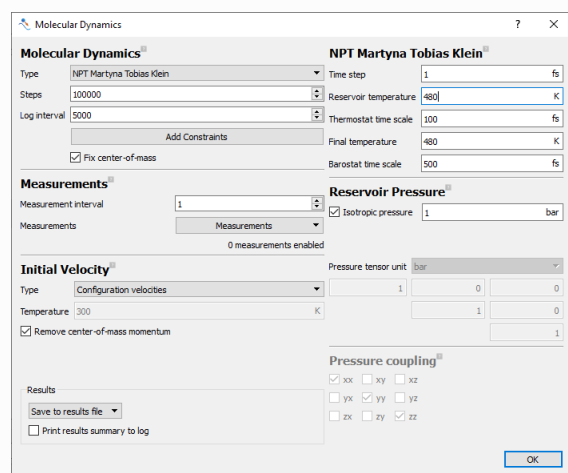 Molecular Dynamics
Molecular Dynamics
Type NPT Martyna Tobias Klein
Steps 100000
Log interval 5000
Add Constraints
Fix center-of-mass
Measurements
Measurement interval 1
Measurements Measurements
0 measurements enabled
Initial Velocity
Type Configuration velocities
Temperature 300 K
Remove center-of-mass momentum
Results
Save to results file
Print results summary to log
NPT Martyna Tobias Klein
Time step 1 fs
Reservoir temperature 480 K
Thermostat time scale 100 fs
Final temperature 480 K
Barostat time scale 500 fs
Reservoir Pressure
Isotropic pressure 1 bar
Pressure tensor unit bar
1 0 0
1 0
1
Pressure coupling
xx xy xz
yx yy yz
zx zy zz
OK